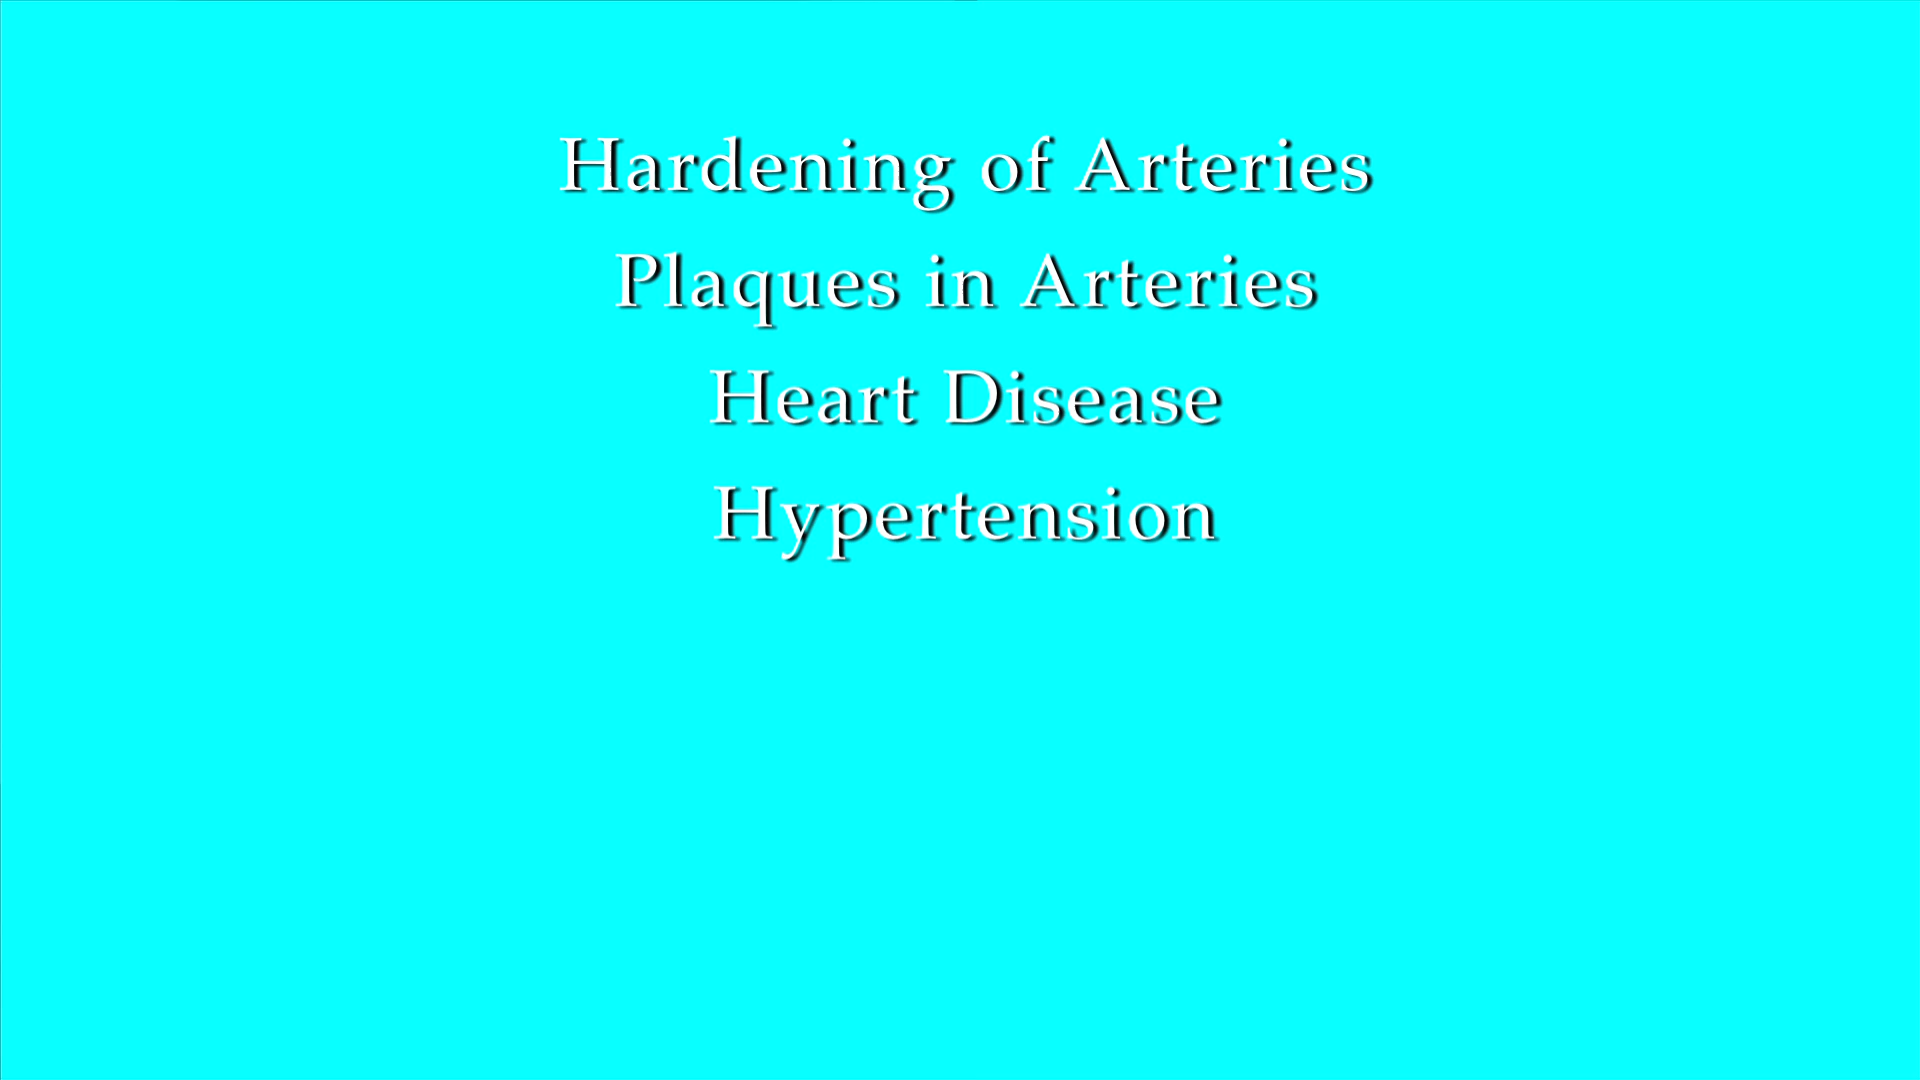 Hardening of Arteries
Plaques in Arteries
Heart Disease
Hypertension